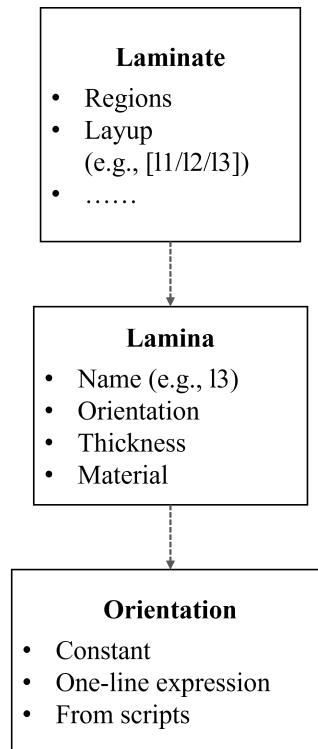 Laminate
• Regions
• Layup
(e.g., [l1/l2/l3])
• ……
Lamina
• Name (e.g., l3)
• Orientation
• Thickness
• Material
Orientation
• Constant
• One-line expression
• From scripts